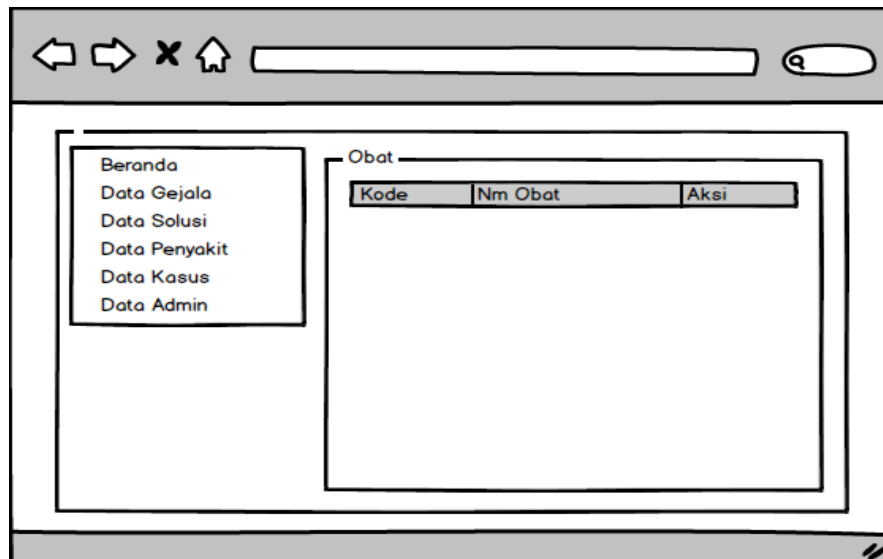 Beranda
Data Gejala
Data Solusi
Data Penyakit
Data Kasus
Data Admin
Obat
Kode Nm Obat Aksi